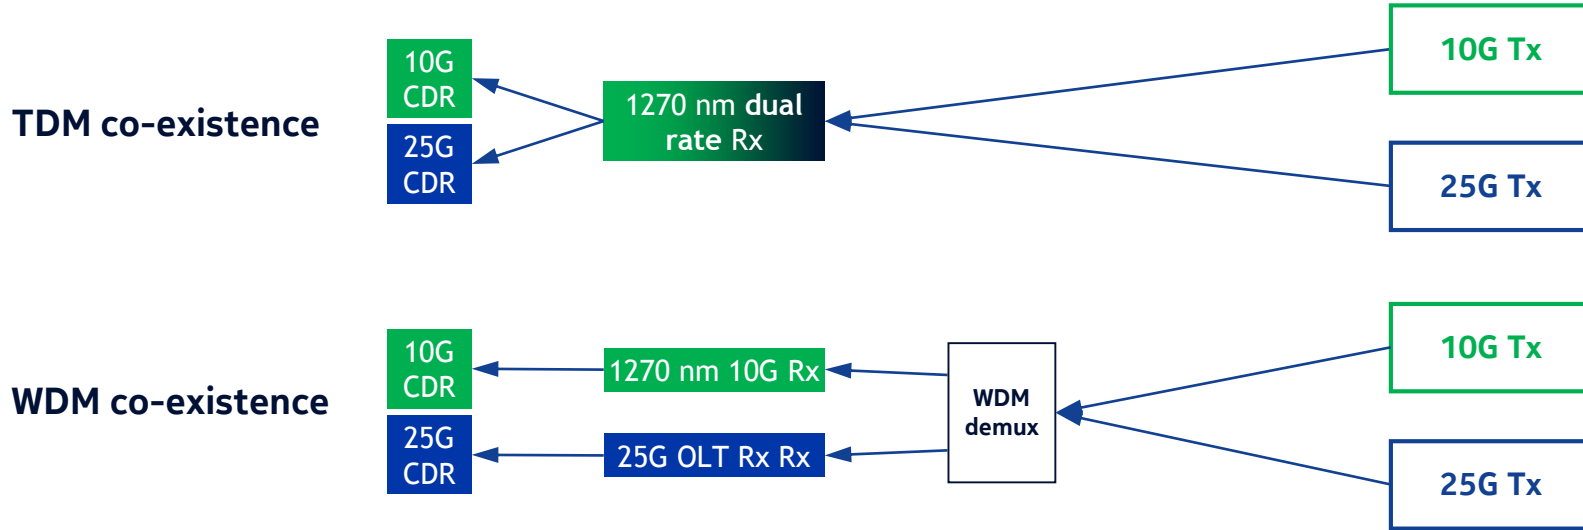 TDM co-existence
10G
CDR
25G
CDR
1270 nm dual
rate Rx
10G Tx
25G Tx
WDM co-existence
10G
CDR
25G
CDR
1270 nm 10G Rx
25G OLT Rx Rx
WDM
demux
10G Tx
25G Tx